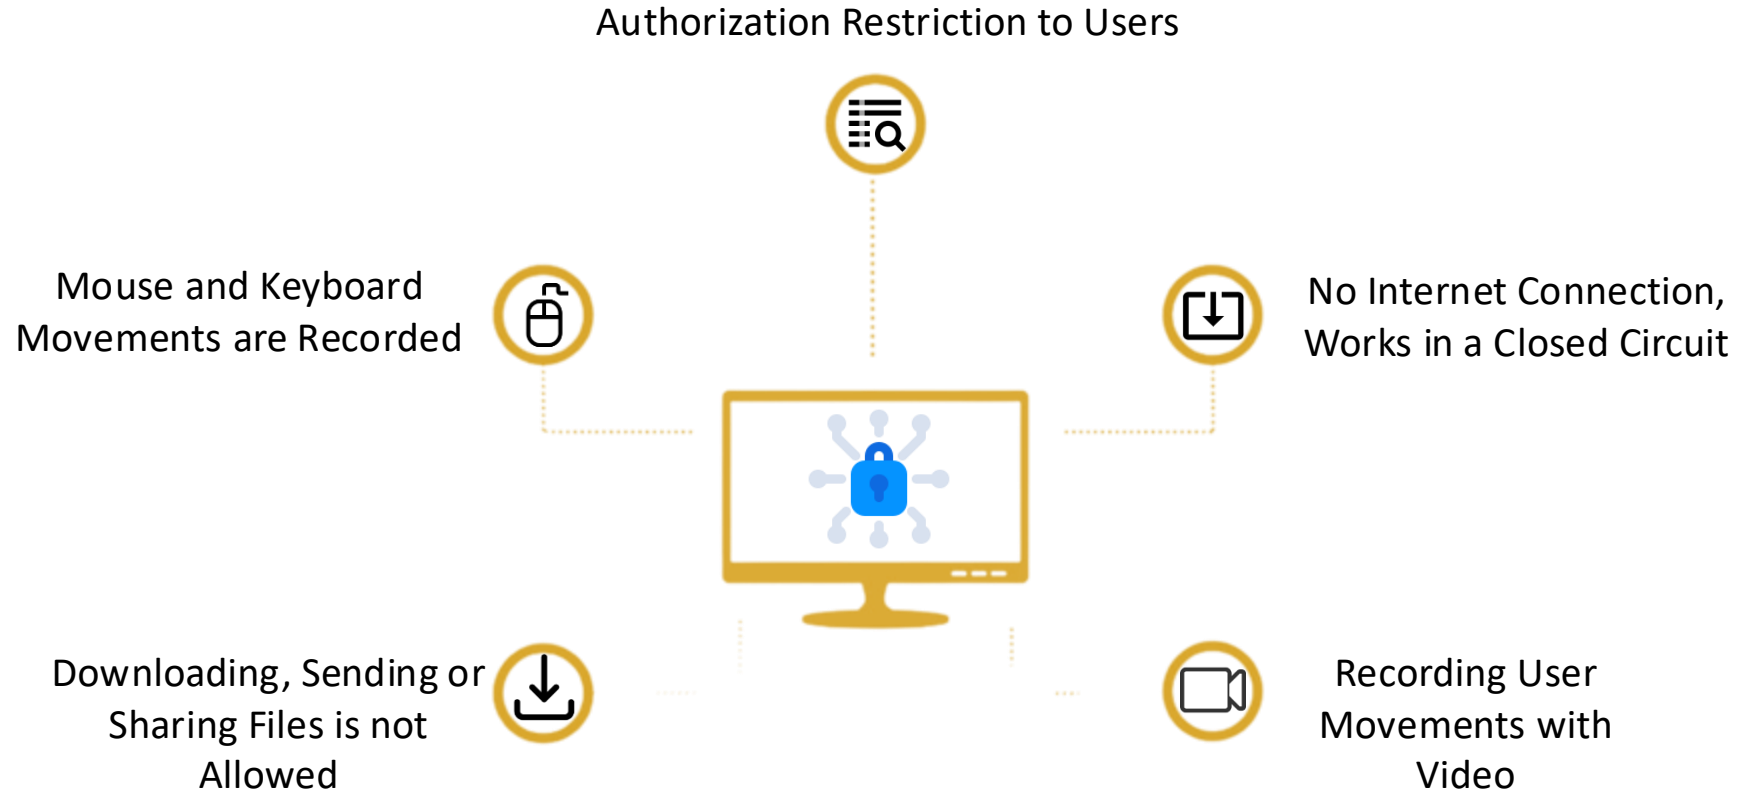 Authorization Restriction to Users
Mouse and Keyboard
Movements are Recorded
No Internet Connection,
Works in a Closed Circuit
Downloading, Sending or
Sharing Files is not
Allowed
Recording User
Movements with
Video